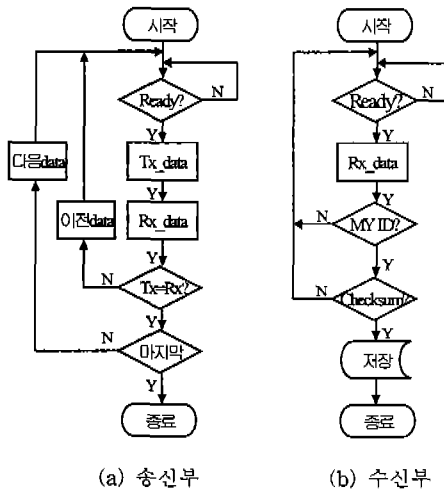 시작
Ready?
N
Y
Tx_data
Y
Rx_data
Y
Tx=Rx?
N
Y
마지막
N
Y
종료
다음data
이전data
(a) 송신부
시작
Ready?
N
Y
Rx_data
Y
MY ID?
N
Y
Checksum?
N
Y
저장
종료
(b) 수신부